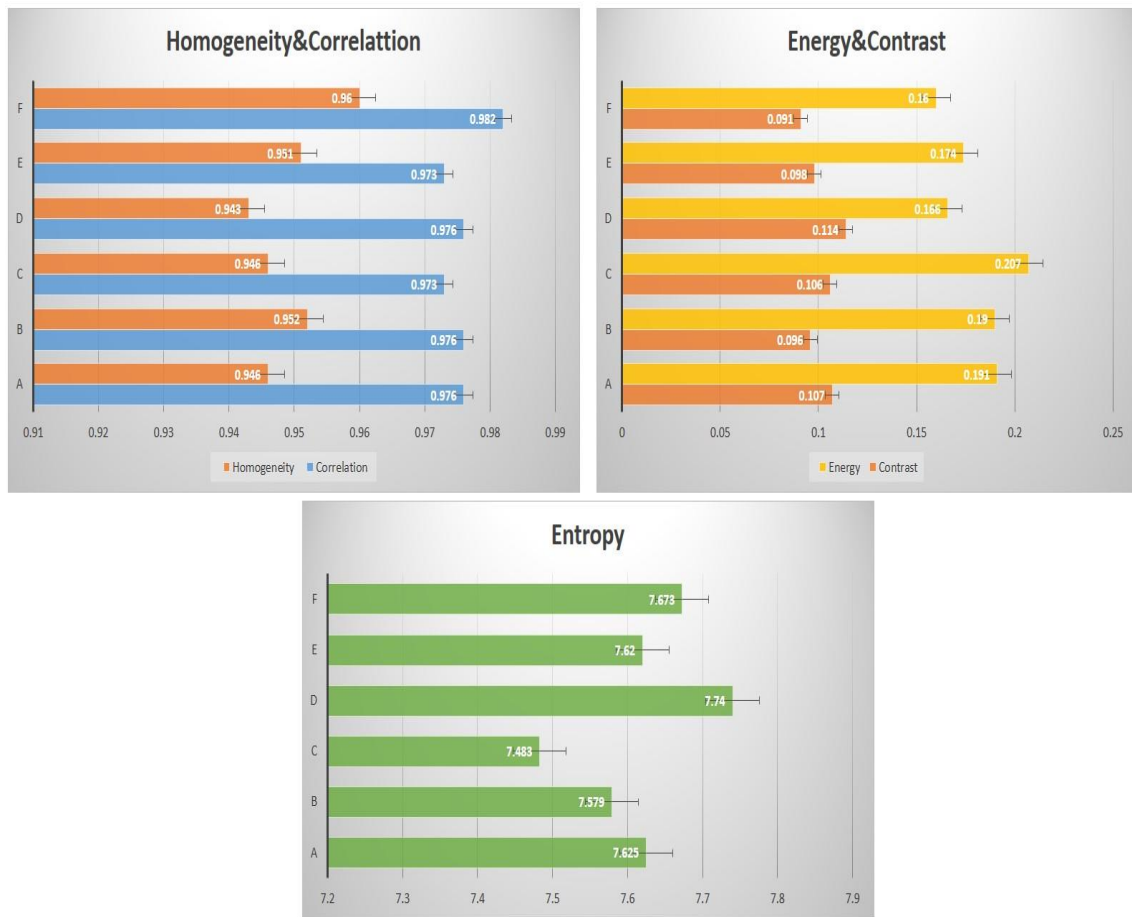 Homogeneity&Correlattion
F 0.96
0.982
E 0.951
0.973
D 0.943
0.976
C 0.946
0.973
B 0.952
0.976
A 0.946
0.976
0.91 0.92 0.93 0.94 0.95 0.96 0.97 0.98 0.99
Homogeneity Correlation
Energy&Contrast
F 0.16
0.091
E 0.174
0.098
D 0.166
0.114
C 0.207
0.106
B 0.19
0.096
A 0.191
0.107
0 0.05 0.1 0.15 0.2 0.25
Energy Contrast
Entropy
F 7.673
E 7.62
D 7.74
C 7.483
B 7.579
A 7.625
7.2 7.3 7.4 7.5 7.6 7.7 7.8 7.9